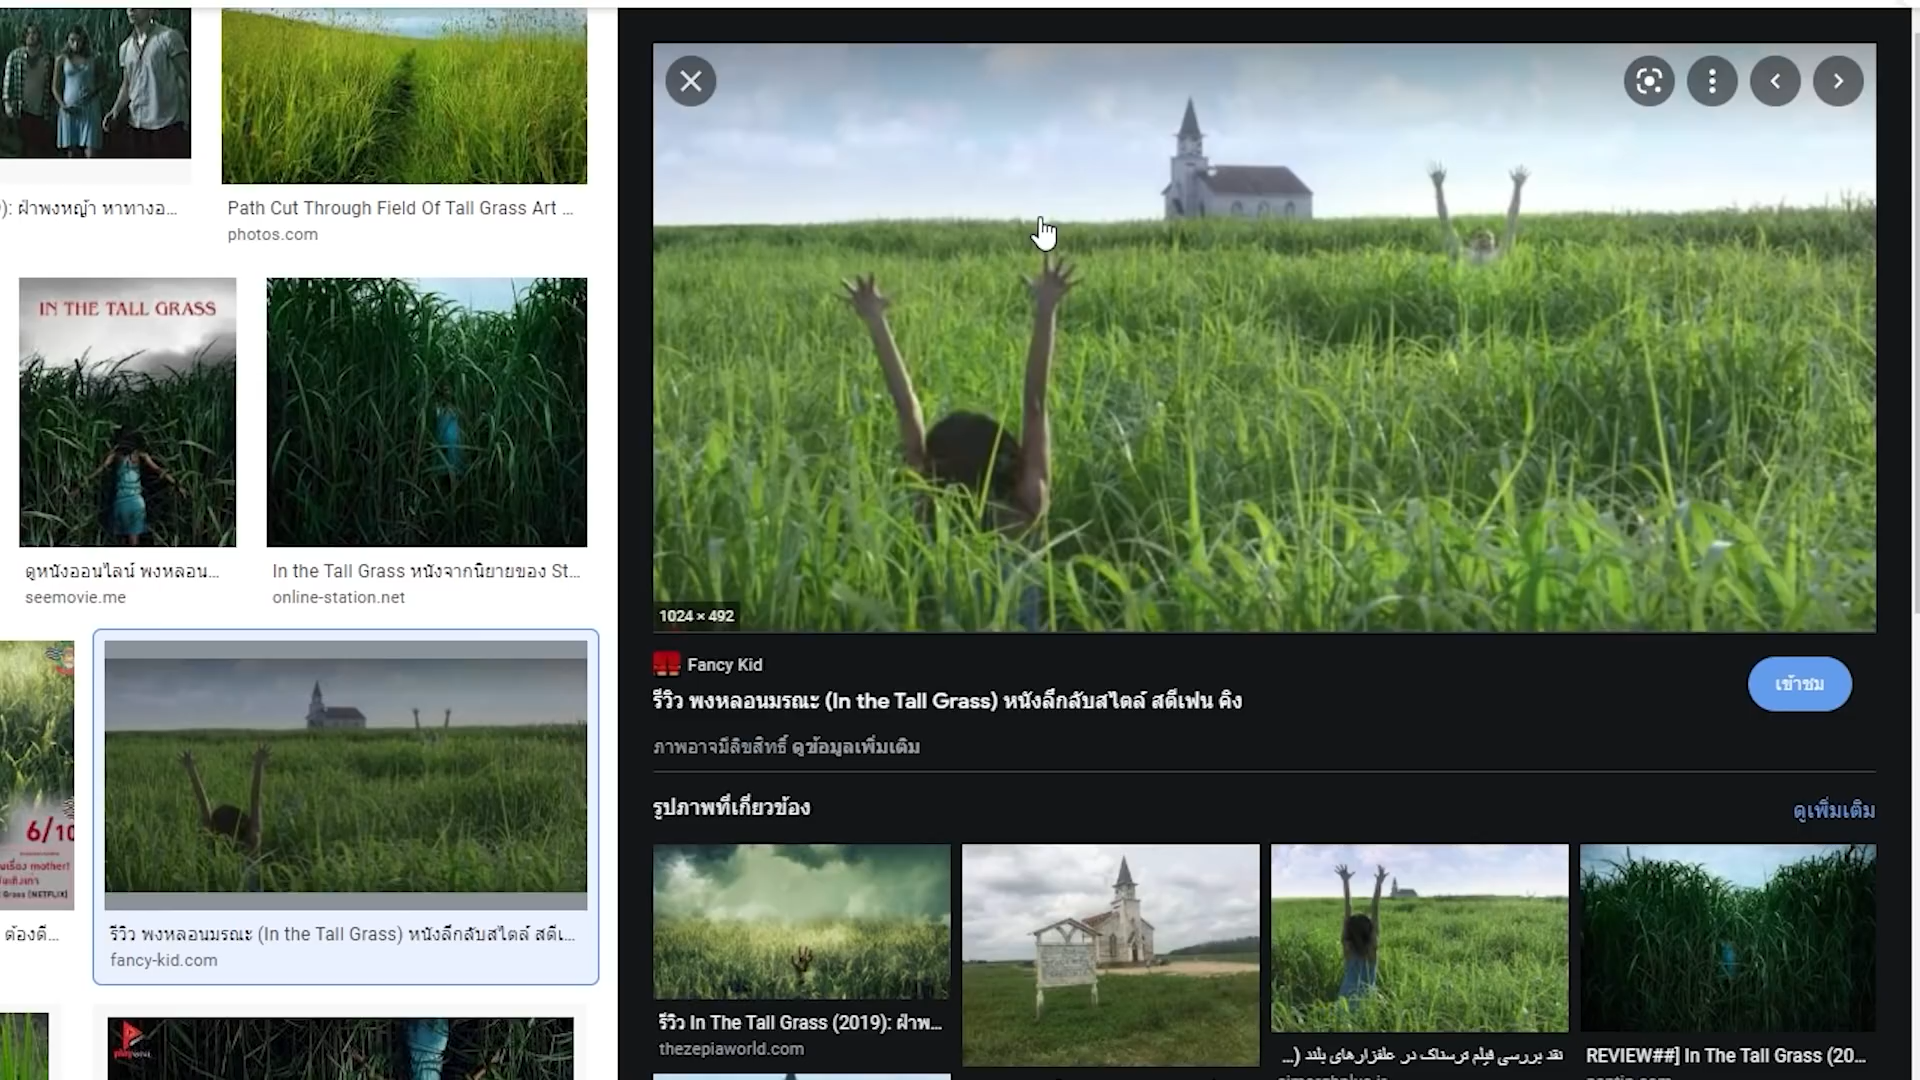 ): ฝ่าพงหญ้า หาทางอ...
Path Cut Through Field Of Tall Grass Art ...
photos.com
IN THE TALL GRASS
ดูหนังออนไลน์ พงหลอน...
seemovie.me
In the Tall Grass หนังจากนิยายของ St...
online-station.net
6/10
Grass (NETFLIX)
ต้องดี...
รีวิว พงหลอนมรณะ (In the Tall Grass) หนังลึกลับสไตล์ สตีเ...
fancy-kid.com
1024 × 492
Fancy Kid
รีวิว พงหลอนมรณะ (In the Tall Grass) หนังลึกลับสไตล์ สตีเฟน คิง
เข้าชม
ภาพอาจมีลิขสิทธิ์ ดูข้อมูลเพิ่มเติม
รูปภาพที่เกี่ยวข้อง
ดูเพิ่มเติม
รีวิว In The Tall Grass (2019): ฝ่าพ...
thezepiaworld.com
نقد بررسی فیلم ترسناک در علفزارهای بلند (...
REVIEW##] In The Tall Grass (20...